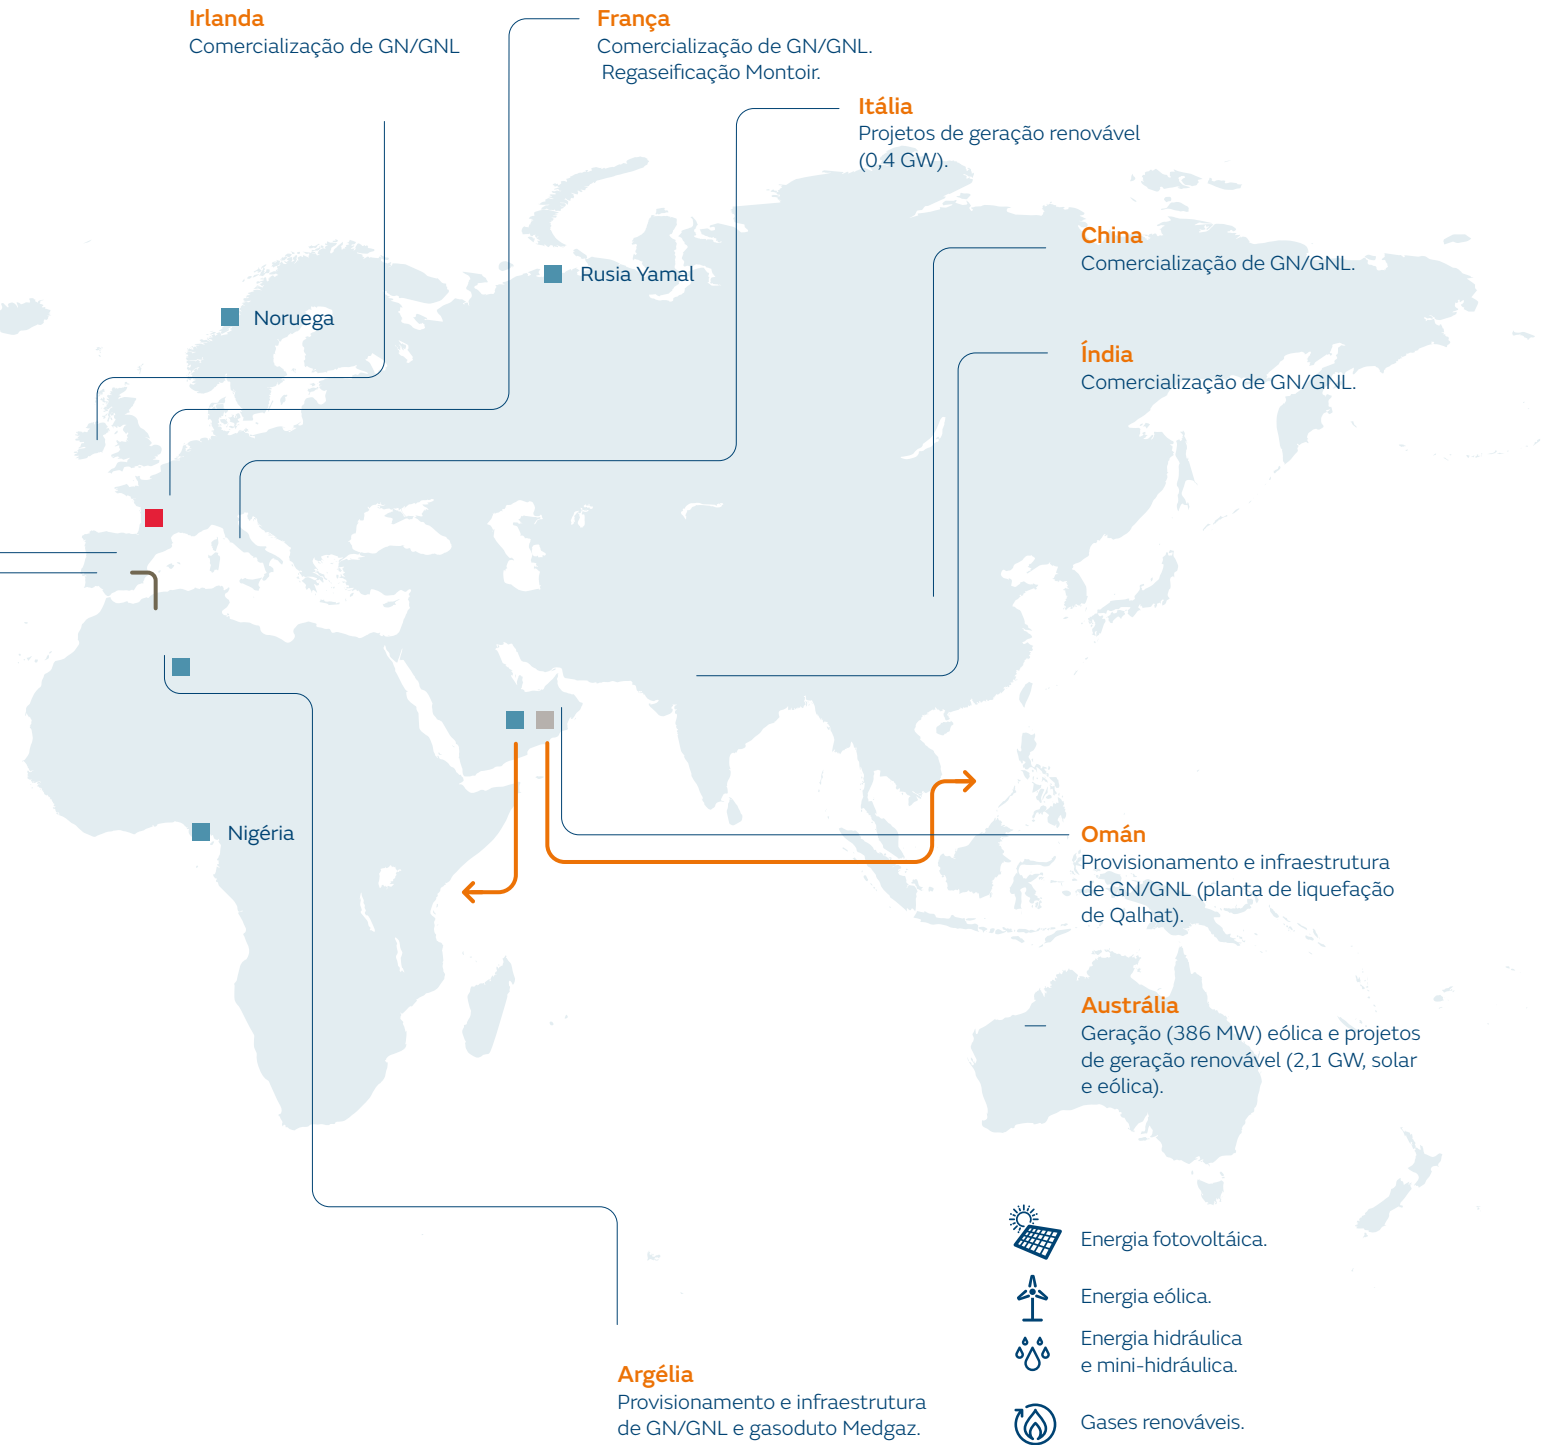 Irlanda
Comercialização de GN/GNL
França
Comercialização de GN/GNL.
Regaseificação Montoir.
Itália
Projetos de geração renovável
(0,4 GW).
China
Comercialização de GN/GNL.
Rusia Yamal
Noruega
Índia
Comercialização de GN/GNL.
Nigéria
Omán
Provisionamento e infraestrutura
de GN/GNL (planta de liquefação
de Qalhat).
Austrália
Geração (386 MW) eólica e projetos
de geração renovável (2,1 GW, solar
e eólica).
Energia fotovoltáica.
Energia eólica.
Energia hidráulica
e mini-hidráulica.
Gases renováveis.
Argélia
Provisionamento e infraestrutura
de GN/GNL e gasoduto Medgaz.